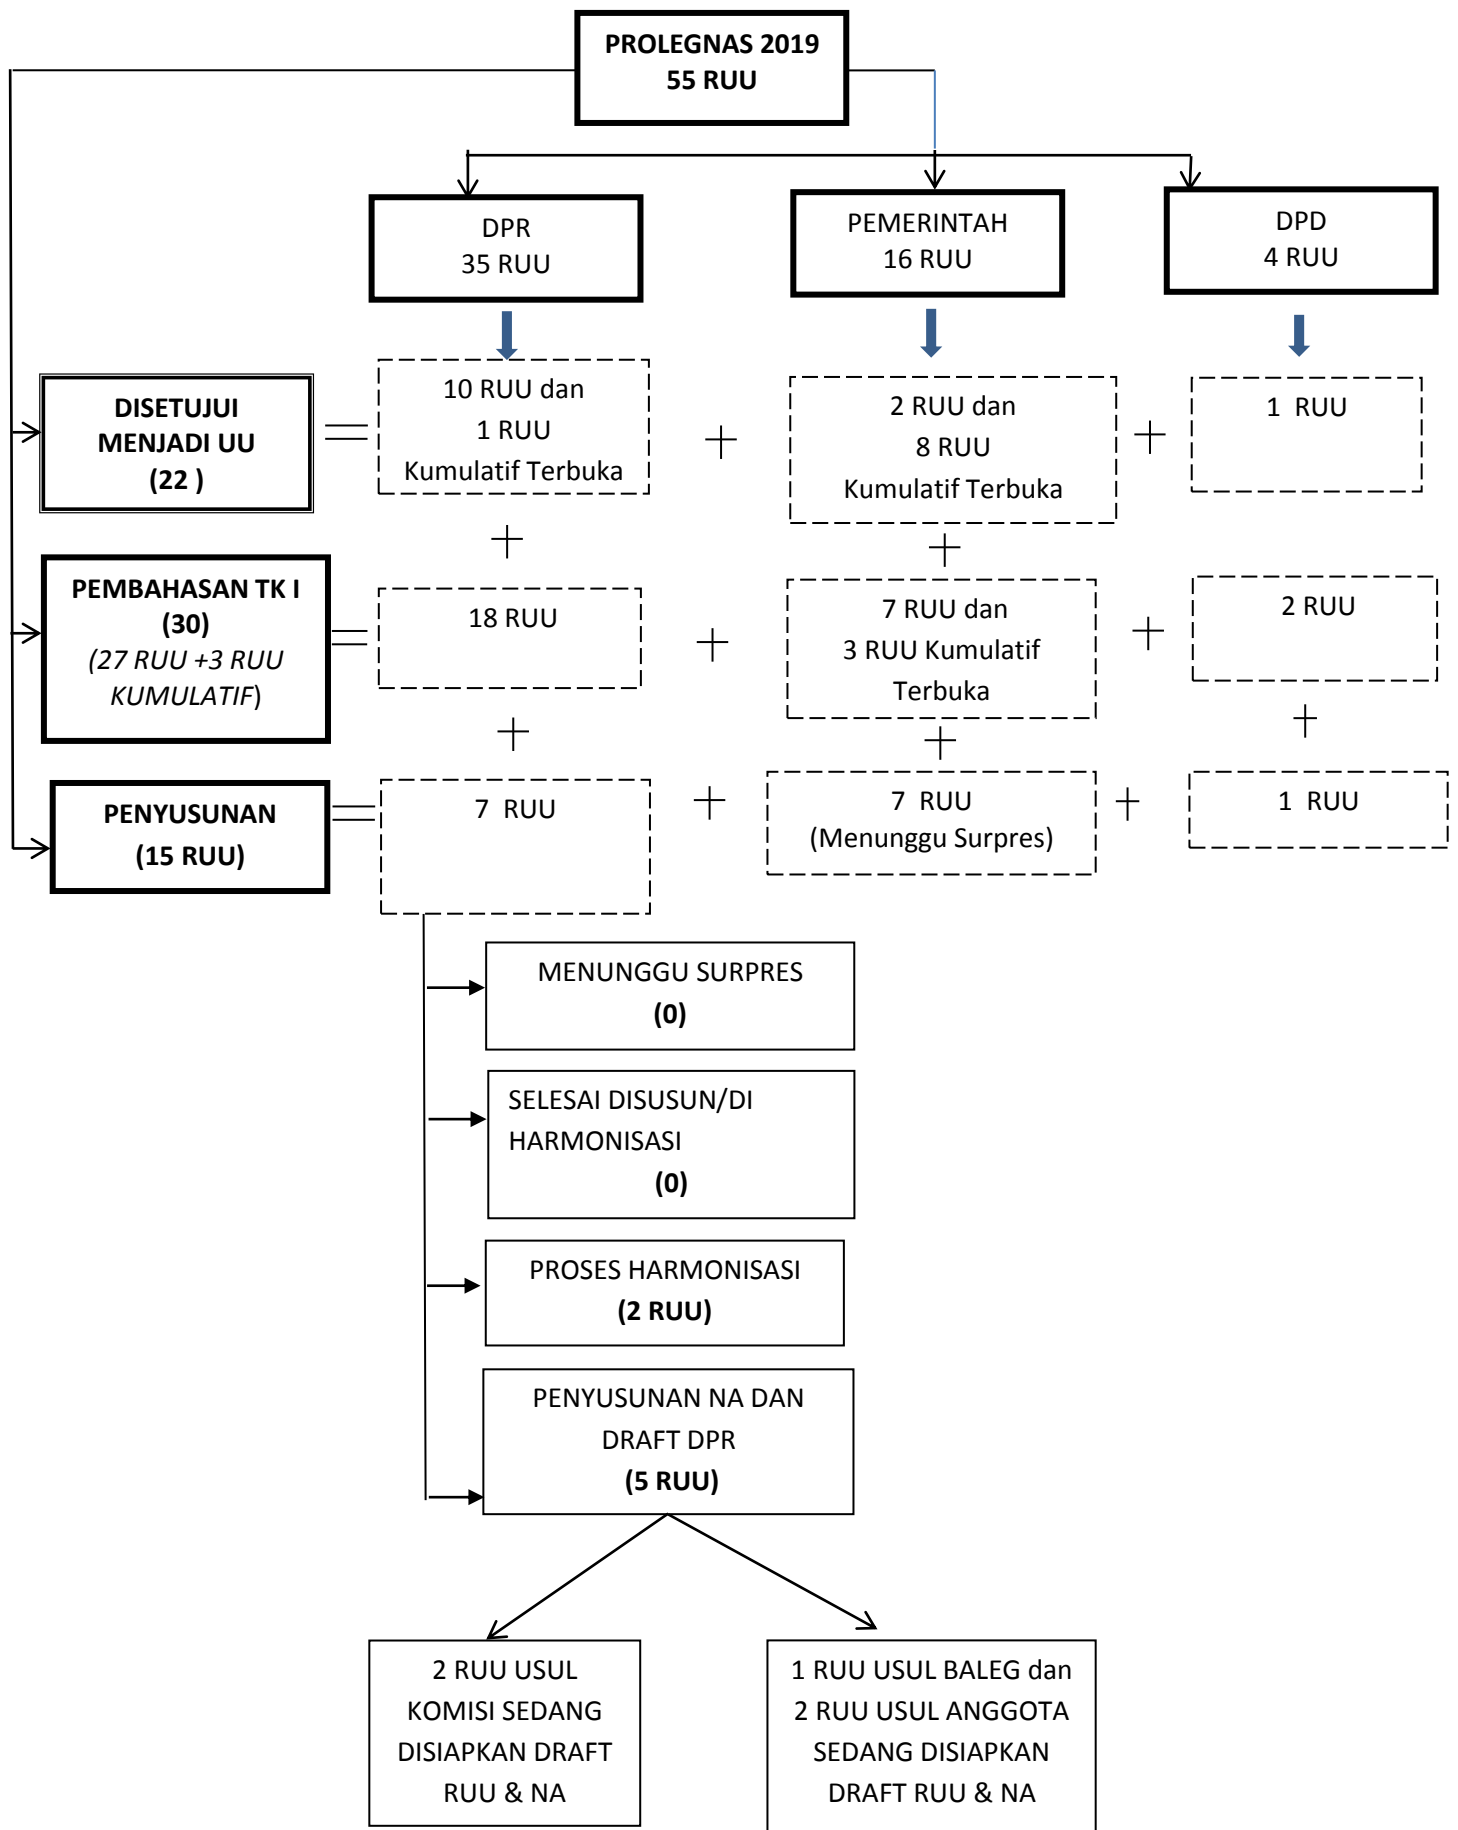 PROLEGNAS 2019
55 RUU
DPR
35 RUU
PEMERINTAH
16 RUU
DPD
4 RUU
DISETUJUI
MENJADI UU
(22 )
10 RUU dan
1 RUU
Kumulatif Terbuka
2 RUU dan
8 RUU
Kumulatif Terbuka
1 RUU
PEMBAHASAN TK I
(30)
(27 RUU +3 RUU
KUMULATIF)
18 RUU
7 RUU dan
3 RUU Kumulatif
Terbuka
2 RUU
PENYUSUNAN
(15 RUU)
7 RUU
7 RUU
(Menunggu Surpres)
1 RUU
MENUNGGU SURPRES
(0)
SELESAI DISUSUN/DI
HARMONISASI
(0)
PROSES HARMONISASI
(2 RUU)
PENYUSUNAN NA DAN
DRAFT DPR
(5 RUU)
2 RUU USUL
KOMISI SEDANG
DISIAPKAN DRAFT
RUU & NA
1 RUU USUL BALEG dan
2 RUU USUL ANGGOTA
SEDANG DISIAPKAN
DRAFT RUU & NA